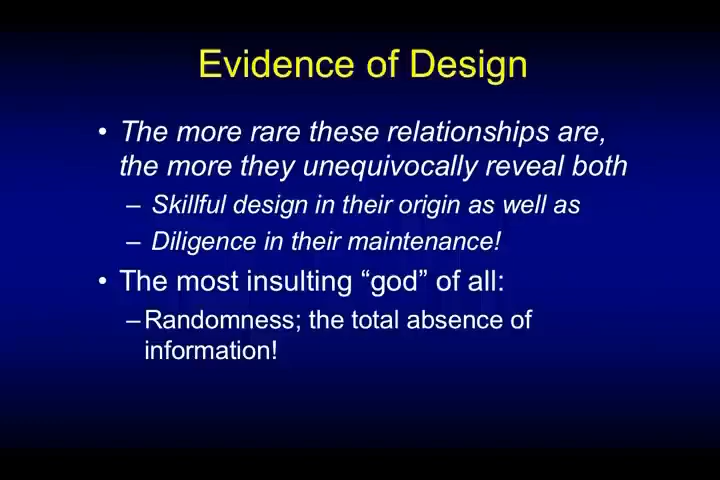 Evidence of Design
• The more rare these relationships are,
the more they unequivocally reveal both
– Skillful design in their origin as well as
– Diligence in their maintenance!
• The most insulting “god” of all:
–Randomness; the total absence of
information!